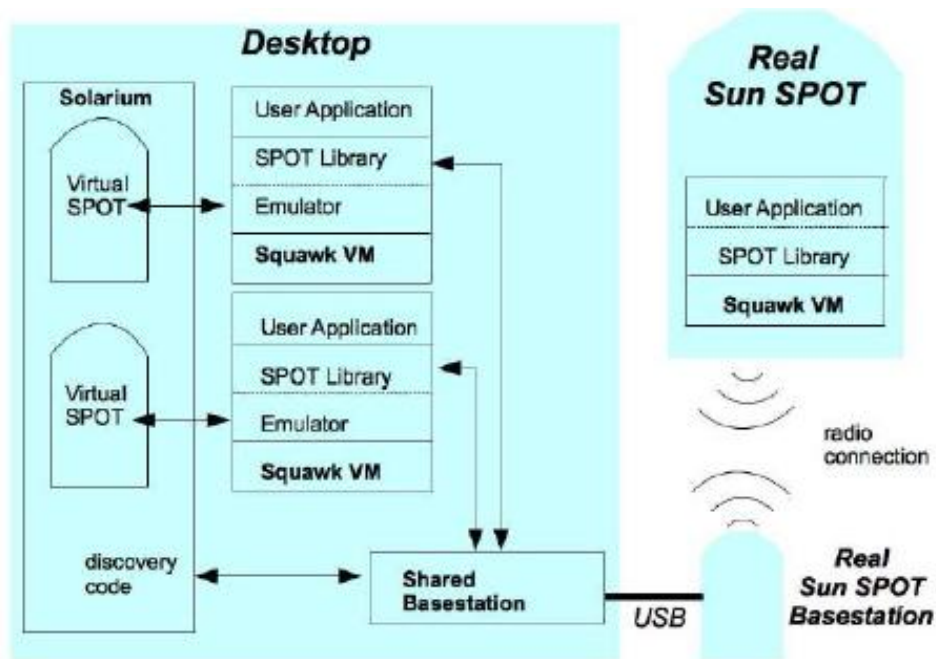 Desktop
Solarium
Virtual
SPOT
User Application
SPOT Library
Emulator
Squawk VM
Virtual
SPOT
User Application
SPOT Library
Emulator
Squawk VM
discovery
code
Shared
Basestation
USB
Real
Sun SPOT
User Application
SPOT Library
Squawk VM
radio
connection
Real
Sun SPOT
Basestation